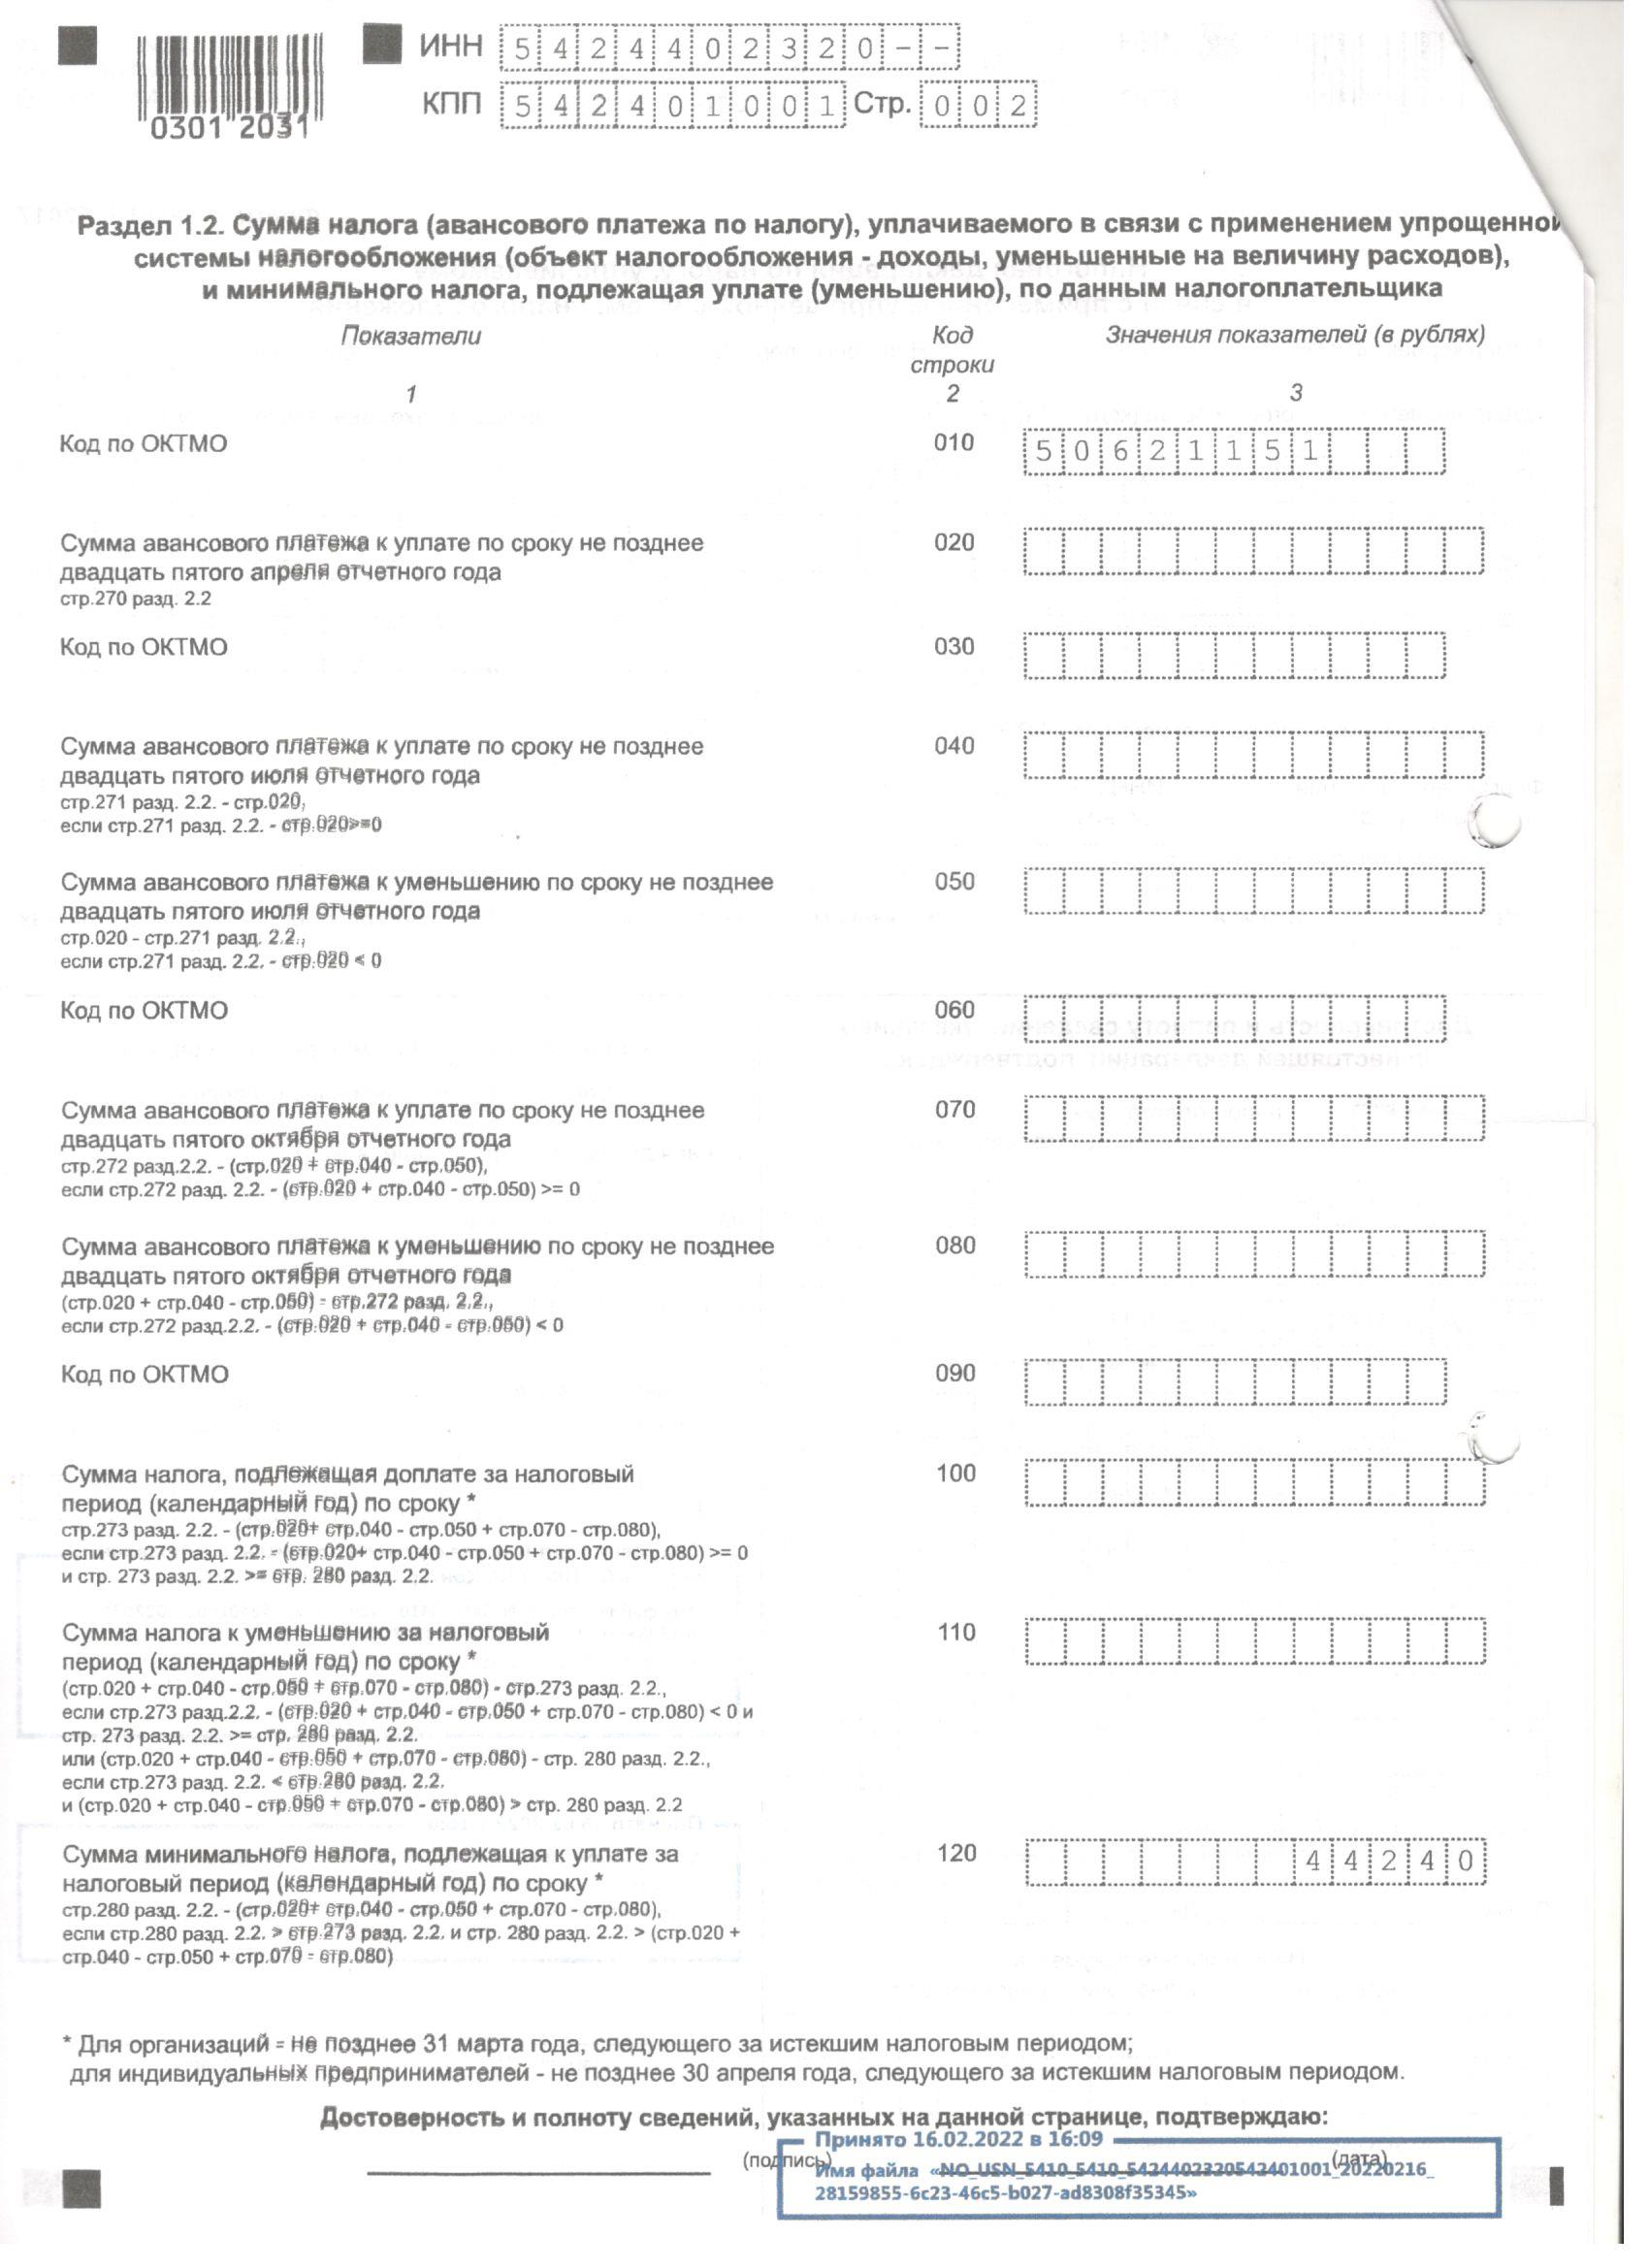 ИНН 5424402320--
КПП 542401001 Стр. 002
0301 2031
Раздел 1.2. Сумма налога (авансового платежа по налогу), уплачиваемого в связи с применением упрощенной
системы налогообложения (объект налогообложения - доходы, уменьшенные на величину расходов),
и минимального налога, подлежащая уплате (уменьшению), по данным налогоплательщика
Показатели Код строки Значения показателей (в рублях)
1 2 3
Код по ОКТМО 010 50621151
Сумма авансового платежа к уплате по сроку не позднее 020
двадцать пятого апреля отчетного года
стр.270 разд. 2.2
Код по ОКТМО 030
Сумма авансового платежа к уплате по сроку не позднее 040
двадцать пятого июля отчетного года
стр.271 разд. 2.2. - стр.020,
если стр.271 разд. 2.2. - стр.020>=0
Сумма авансового платежа к уменьшению по сроку не позднее 050
двадцать пятого июля отчетного года
стр.020 - стр.271 разд. 2.2.,
если стр.271 разд. 2.2. - стр.020 < 0
Код по ОКТМО 060
Сумма авансового платежа к уплате по сроку не позднее 070
двадцать пятого октября отчетного года
стр.272 разд.2.2. - (стр.020 + стр.040 - стр.050),
если стр.272 разд. 2.2. - (стр.020 + стр.040 - стр.050) >= 0
Сумма авансового платежа к уменьшению по сроку не позднее 080
двадцать пятого октября отчетного года
(стр.020 + стр.040 - стр.050) - стр.272 разд. 2.2.,
если стр.272 разд.2.2. - (стр.020 + стр.040 - стр.050) < 0
Код по ОКТМО 090
Сумма налога, подлежащая доплате за налоговый 100
период (календарный год) по сроку *
стр.273 разд. 2.2. - (стр.020+ стр.040 - стр.050 + стр.070 - стр.080),
если стр.273 разд. 2.2. - (стр.020+ стр.040 - стр.050 + стр.070 - стр.080) >= 0
и стр. 273 разд. 2.2. >= стр. 280 разд. 2.2.
Сумма налога к уменьшению за налоговый 110
период (календарный год) по сроку *
(стр.020 + стр.040 - стр.050 + стр.070 - стр.080) - стр.273 разд. 2.2.,
если стр.273 разд.2.2. - (стр.020 + стр.040 - стр.050 + стр.070 - стр.080) < 0 и
стр. 273 разд. 2.2. >= стр. 280 разд. 2.2.
или (стр.020 + стр.040 - стр.050 + стр.070 - стр.080) - стр. 280 разд. 2.2.,
если стр.273 разд. 2.2. < стр.280 разд. 2.2.
и (стр.020 + стр.040 - стр.050 + стр.070 - стр.080) > стр. 280 разд. 2.2
Сумма минимального налога, подлежащая к уплате за 120 44240
налоговый период (календарный год) по сроку *
стр.280 разд. 2.2. - (стр.020+ стр.040 - стр.050 + стр.070 - стр.080),
если стр.280 разд. 2.2. > стр.273 разд. 2.2. и стр. 280 разд. 2.2. > (стр.020 +
стр.040 - стр.050 + стр.070 - стр.080)
* Для организаций - не позднее 31 марта года, следующего за истекшим налоговым периодом;
для индивидуальных предпринимателей - не позднее 30 апреля года, следующего за истекшим налоговым периодом.
Достоверность и полноту сведений, указанных на данной странице, подтверждаю:
Принято 16.02.2022 в 16:09
(подпись) (дата)
Имя файла «NO_USN_5410_5410_5424402320542401001_20220216_
28159855-6c23-46c5-b027-ad8308f35345»